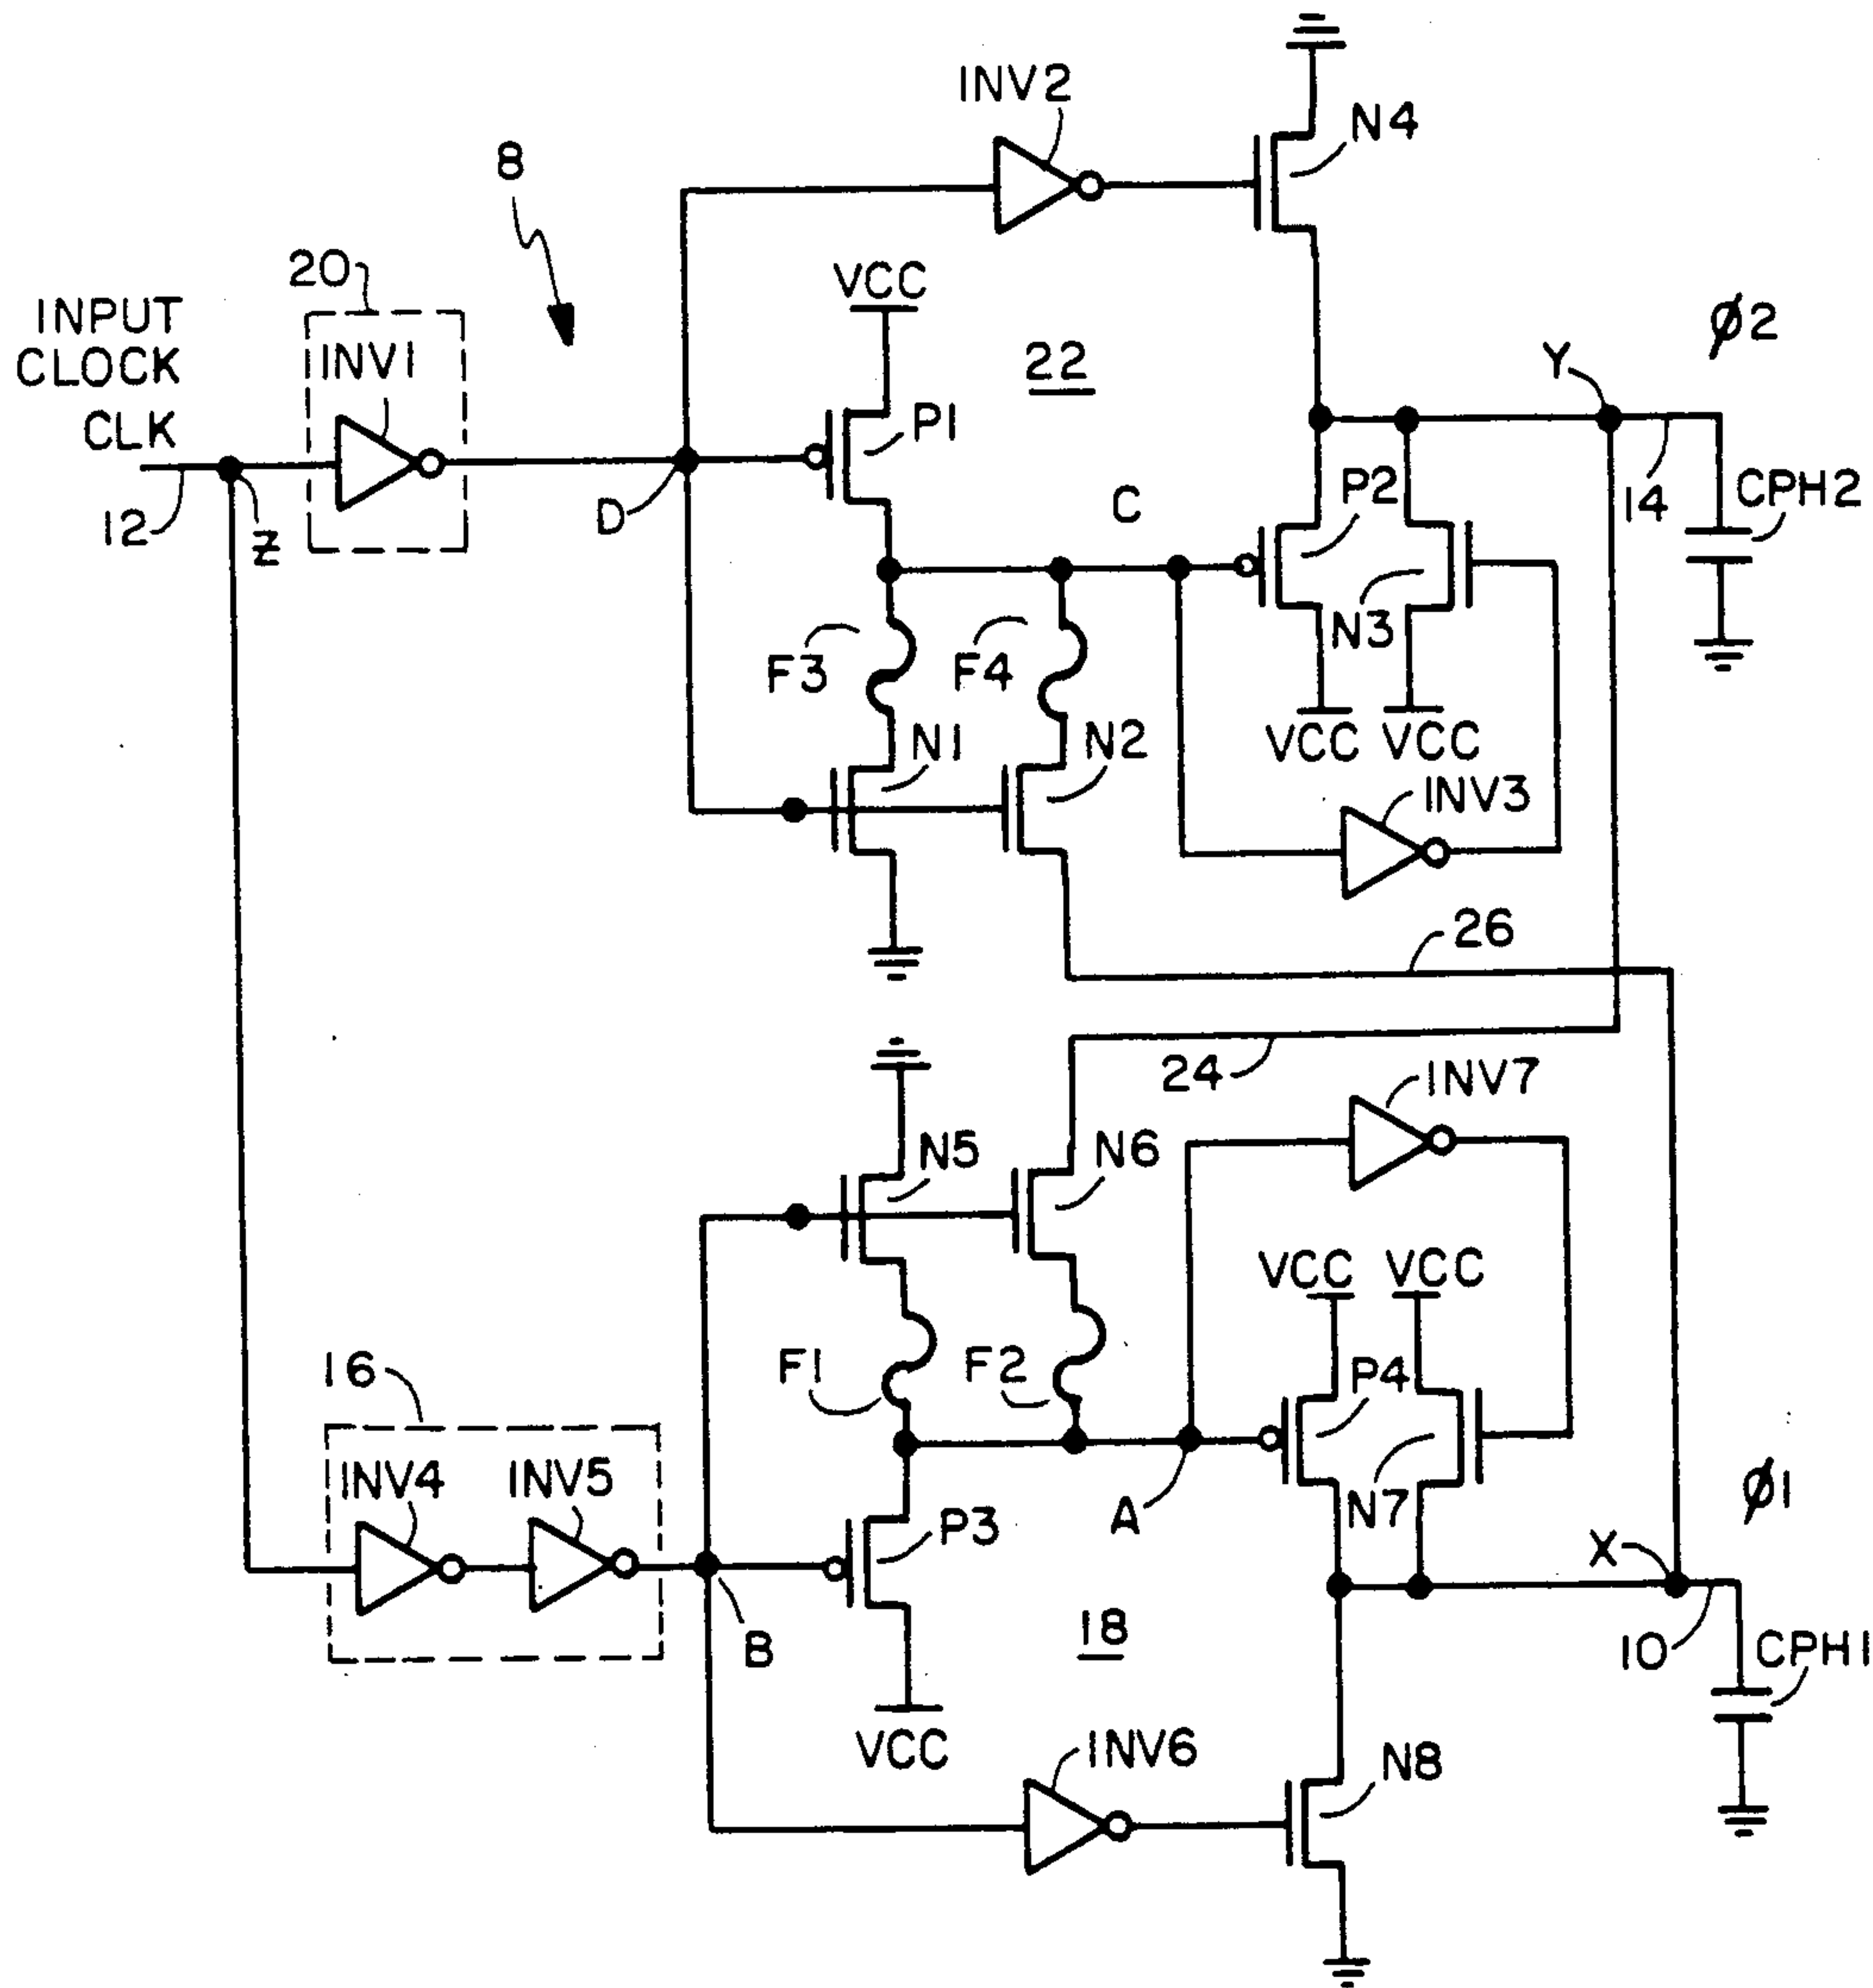 INV2
N4
8
20
INPUT
CLOCK
CLK
INV1
VCC
22
P1
Y
ϕ2
12
Z
D
C
P2
14
CPH2
F3
F4
N3
N1
N2
VCC
VCC
INV3
26
24
INV7
N5
N6
VCC
VCC
16
F1
F2
P4
INV4
INV5
P3
A
N7
ϕ1
X
B
18
10
CPH1
VCC
INV6
N8